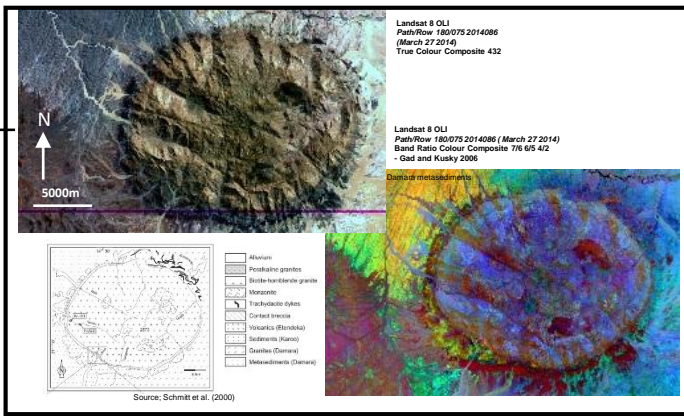 Landsat 8 OLI
Path/Row 180/075 2014086
(March 27 2014)
True Colour Composite 432
N
5000m
Landsat 8 OLI
Path/Row 180/075 2014086 ( March 27 2014)
Band Ratio Colour Composite 7/6 6/5 4/2
- Gad and Kusky 2006
Damara metasediments
Alluvium
Peralkaline granites
Biotite-hornblende granite
Monzonite
Trachydacite dykes
Contact breccia
Volcanics (Etendeka)
Sediments (Karoo)
Granites (Damara)
Metasediments (Damara)
Source; Schmitt et al. (2000)